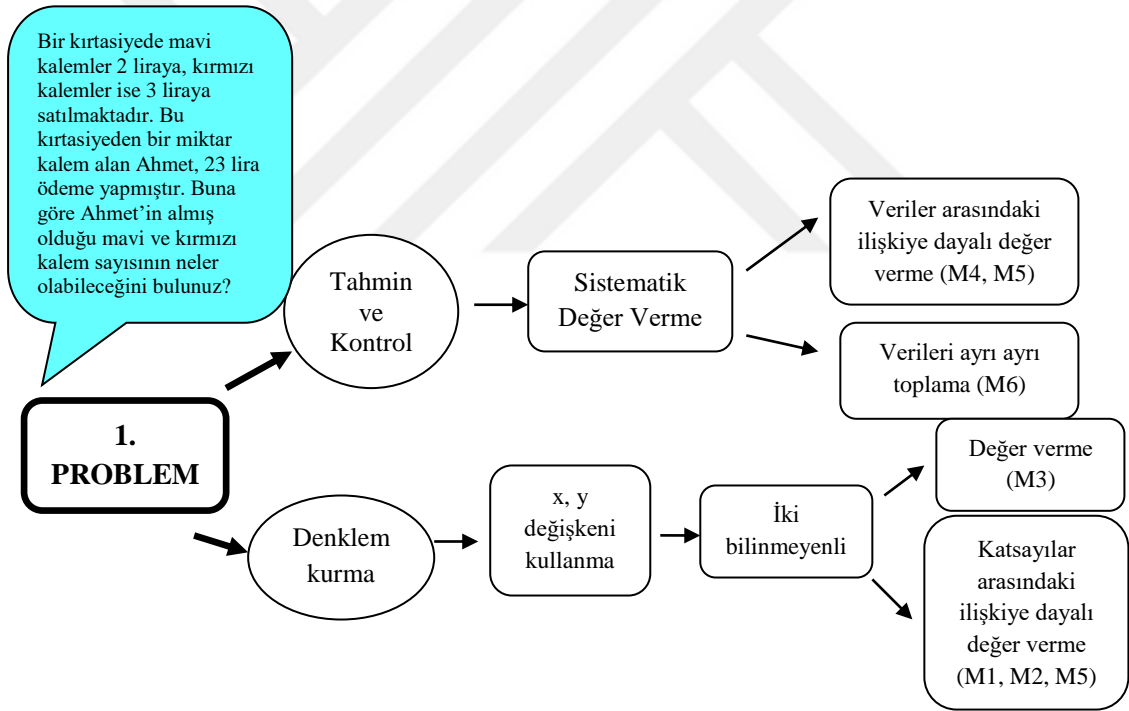 Bir kırtasiyede mavi
kalemler 2 liraya, kırmızı
kalemler ise 3 liraya
satılmaktadır. Bu
kırtasiyeden bir miktar
kalem alan Ahmet, 23 lira
ödeme yapmıştır. Buna
göre Ahmet’in almış
olduğu mavi ve kırmızı
kalem sayısının neler
olabileceğini bulunuz?
1.
PROBLEM
Tahmin
ve
Kontrol
Sistematik
Değer Verme
Veriler arasındaki
ilişkiye dayalı değer
verme (M4, M5)
Verileri ayrı ayrı
toplama (M6)
Denklem
kurma
x, y
değişkeni
kullanma
İki
bilinmeyenli
Değer verme
(M3)
Katsayılar
arasındaki
ilişkiye dayalı
değer verme
(M1, M2, M5)